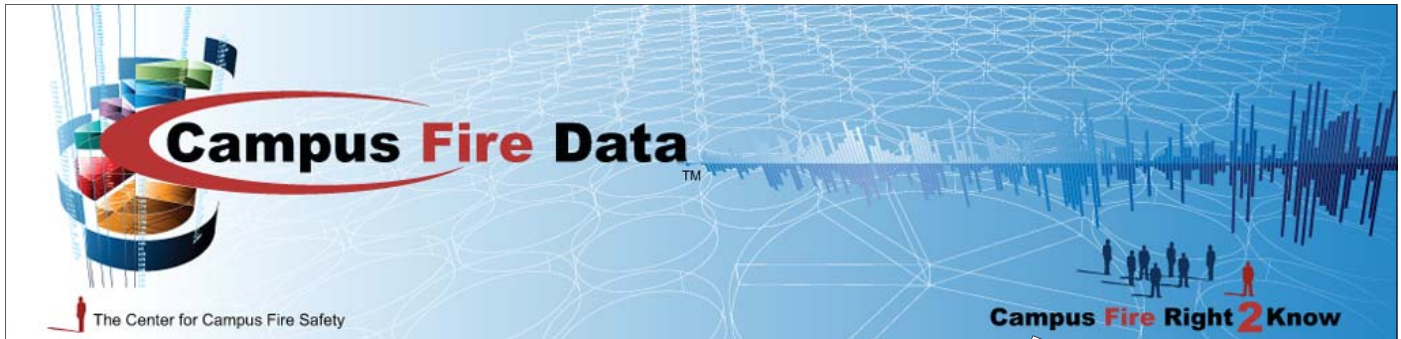 Campus Fire Data
TM
The Center for Campus Fire Safety
Campus Fire Right 2 Know